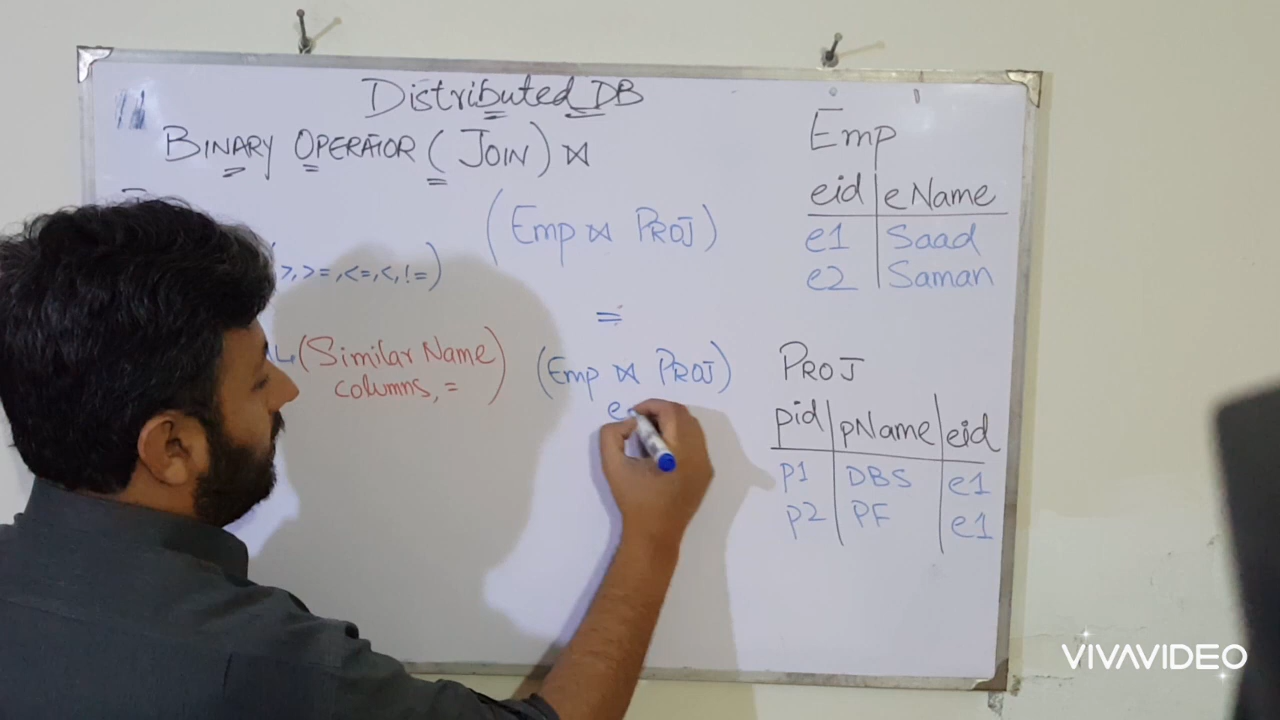 Distributed DB
BINARY OPERATOR (JOIN) ⋈
(Emp ⋈ PROJ)
>, >=, <=, <, !=)
=
(Similar Name
columns, =)
(Emp ⋈ PROJ)
e
Emp
eid eName
e1 Saad
e2 Saman
PROJ
pid pName eid
p1 DBS e1
p2 PF e1
VIVAVIDEO